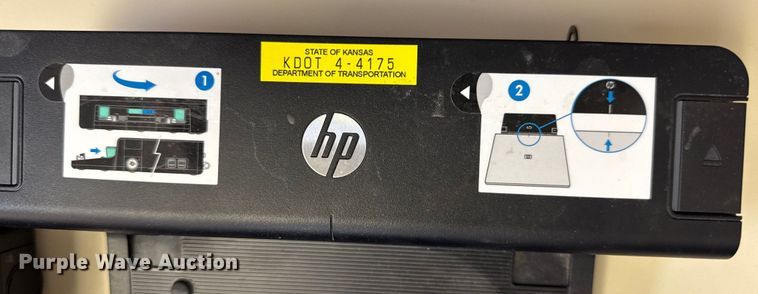 STATE OF KANSAS
KDOT 4-4175
DEPARTMENT OF TRANSPORTATION
1
2
hp
Purple Wave Auction